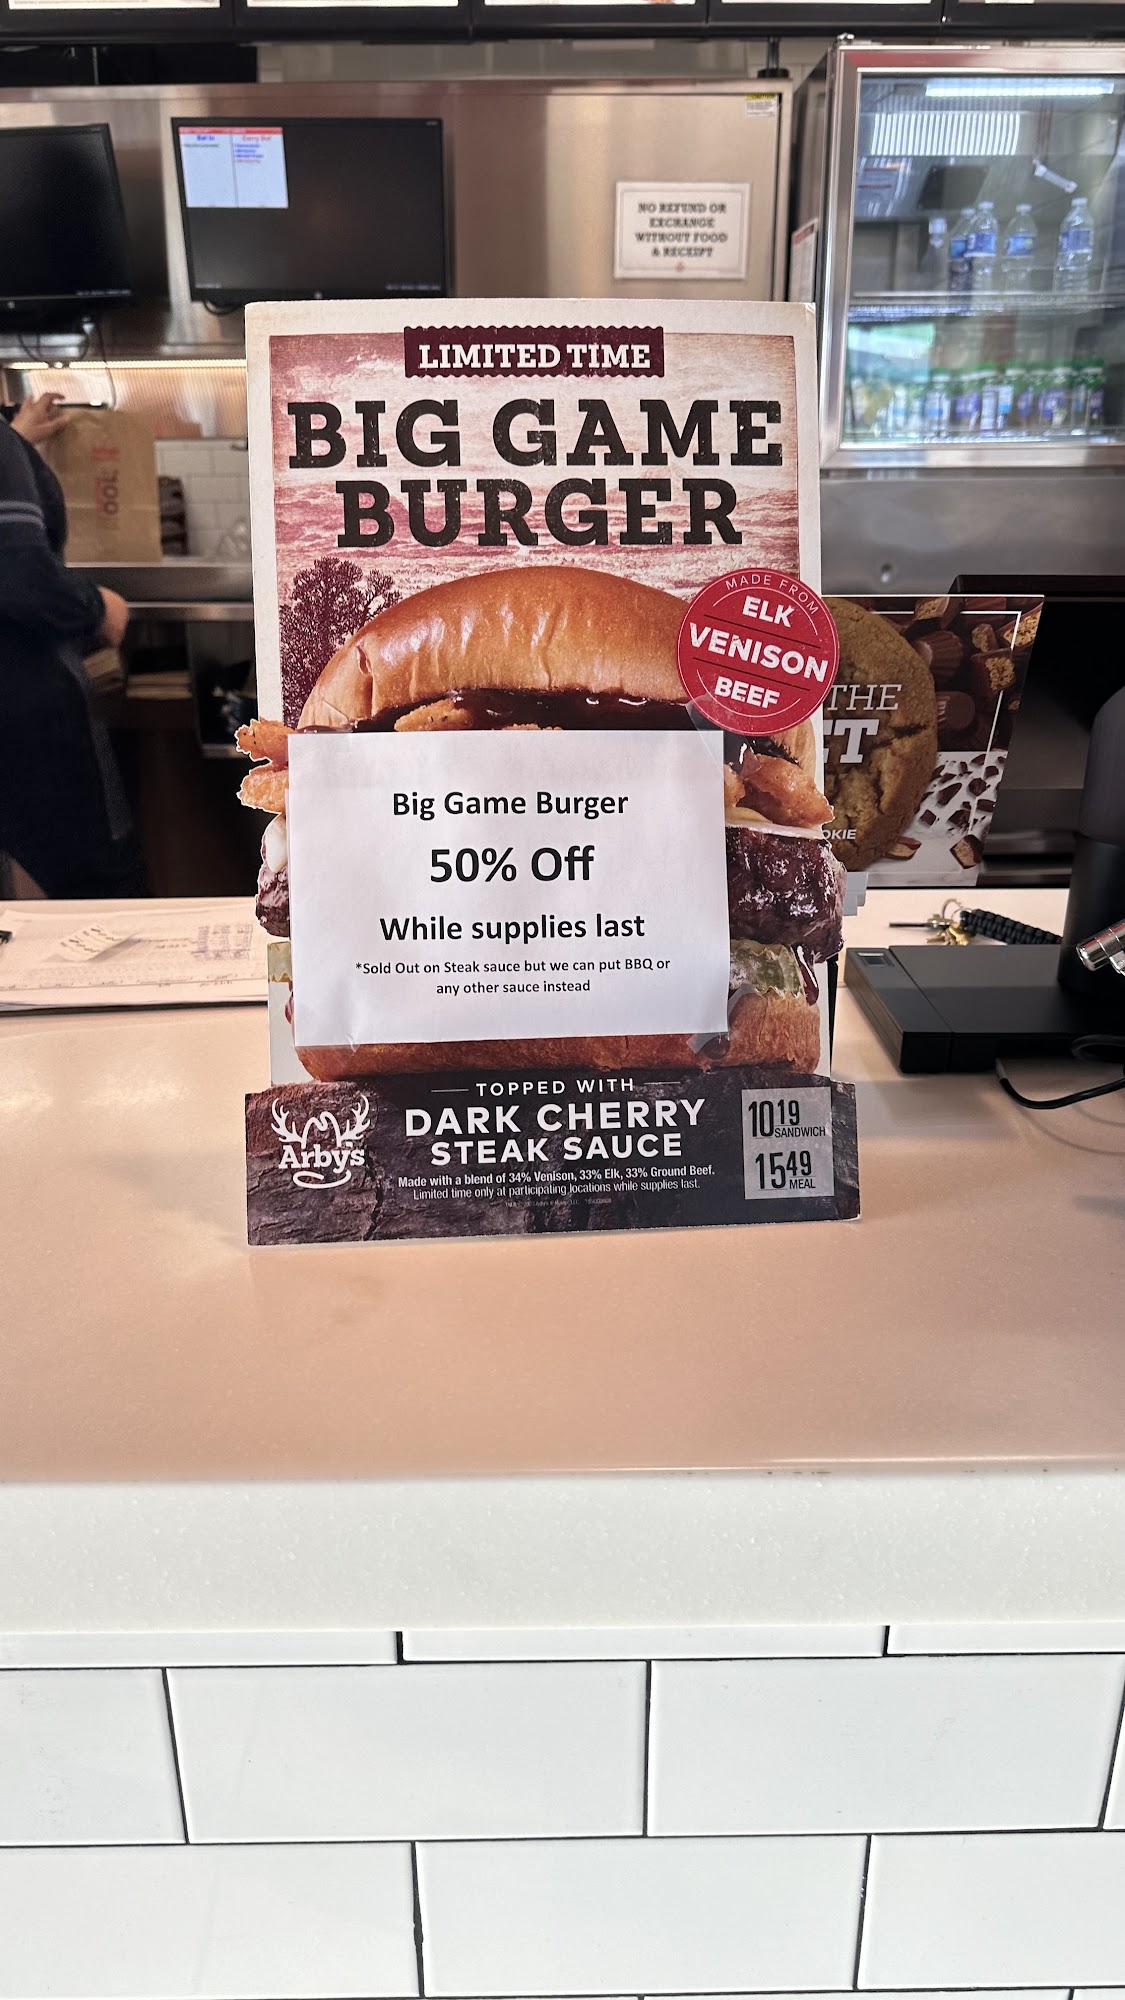 NO REFUND OR
EXCHANGE
WITHOUT FOOD
& RECEIPT
LIMITED TIME
BIG GAME
BURGER
MADE FROM
ELK
VENISON
BEEF
THE
OKIE
Big Game Burger
50% Off
While supplies last
*Sold Out on Steak sauce but we can put BBQ or
any other sauce instead
TOPPED WITH
DARK CHERRY
STEAK SAUCE
Made with a blend of 34% Venison, 33% Elk, 33% Ground Beef.
Limited time only at participating locations while supplies last.
Arby's
10 19
SANDWICH
15 49
MEAL